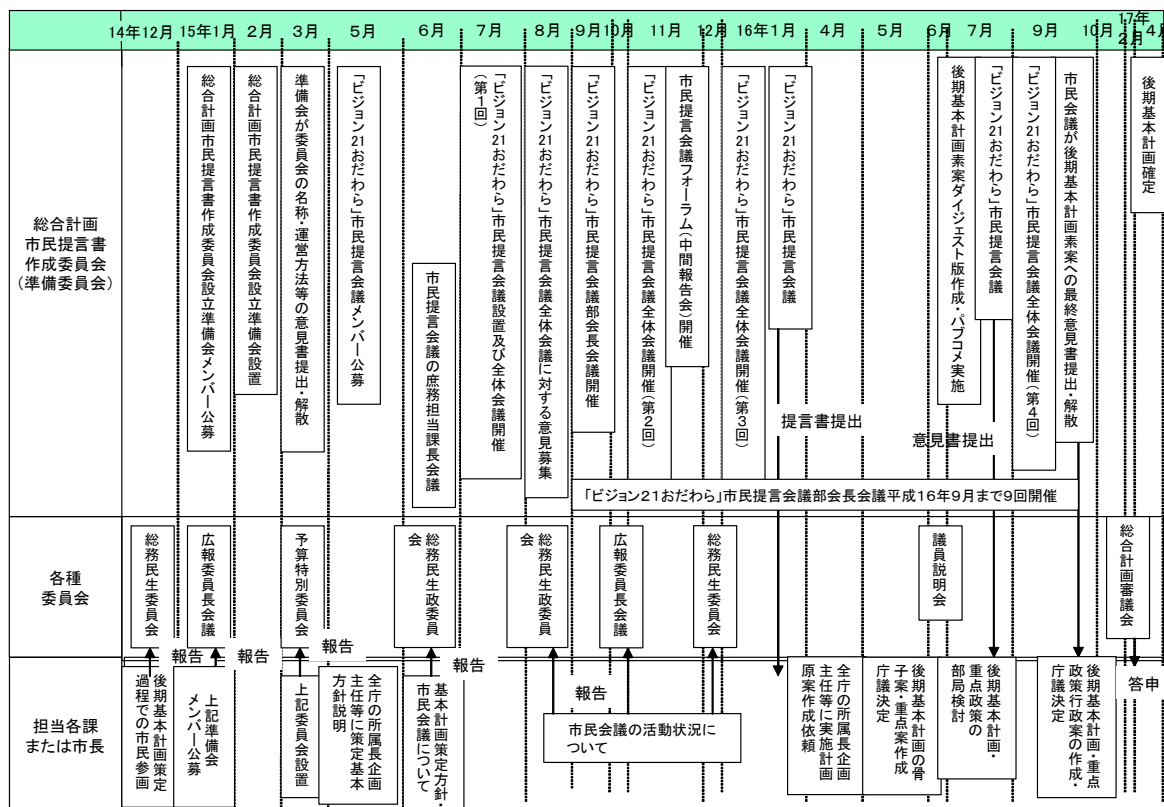 14年12月
15年1月
2月
3月
5月
6月
7月
8月
9月
10月
11月
12月
16年1月
4月
5月
6月
7月
9月
10月
17年
2月
4月
総合計画
市民提言書
作成委員会
(準備委員会)
総合計画市民提言書作成委員会設立準備会メンバー公募
総合計画市民提言書作成委員会設立準備会設置
準備会が委員会の名称・運営方法等の意見書提出・解散
「ビジョン21おだわら」市民提言会議メンバー公募
市民提言会議の庶務担当課長会議
「ビジョン21おだわら」市民提言会議設置及び全体会議開催
(第1回)
「ビジョン21おだわら」市民提言会議全体会議に対する意見募集
「ビジョン21おだわら」市民提言会議部会長会議開催
「ビジョン21おだわら」市民提言会議全体会議開催(第2回)
市民提言会議フォーラム(中間報告会)開催
「ビジョン21おだわら」市民提言会議全体会議開催(第3回)
「ビジョン21おだわら」市民提言会議
後期基本計画素案ダイジェスト版作成・パブコメ実施
「ビジョン21おだわら」市民提言会議
「ビジョン21おだわら」市民提言会議全体会議開催(第4回)
市民会議が後期基本計画素案への最終意見書提出・解散
後期基本計画確定
提言書提出
意見書提出
「ビジョン21おだわら」市民提言会議部会長会議平成16年9月まで9回開催
各種
委員会
総務民生委員会
広報委員長会議
予算特別委員会
総務民生政委員
会
総務民生政委員
会
広報委員長会議
総務民生委員会
議員説明会
総合計画審議会
報告
報告
報告
報告
報告
答申
担当各課
または市長
後期基本計画策定
過程での市民参画
上記準備会
メンバー公募
上記委員会設置
全庁の所属長企画
主任等に策定基本
方針説明
基本計画策定方針・
市民会議について
市民会議の活動状況に
ついて
全庁の所属長企画
主任等に実施計画
原案作成依頼
後期基本計画の骨
子案・重点案作成
庁議決定
後期基本計画・
重点政策の
部局検討
後期基本計画・重点
政策行政案の作成・
庁議決定